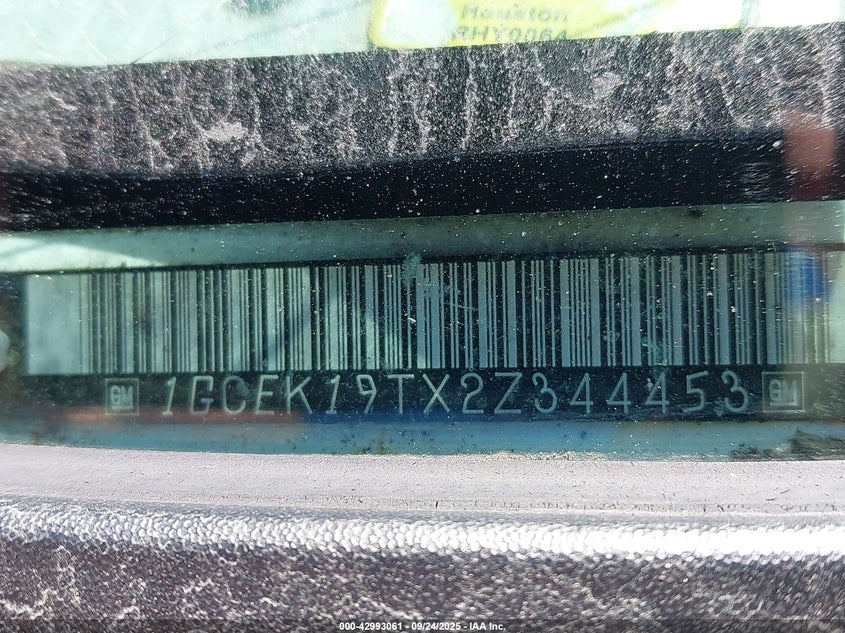 Houston
GM 1GCEK19TX2Z344453 GM
000-42993061 - 09/24/2025 - IAA Inc.